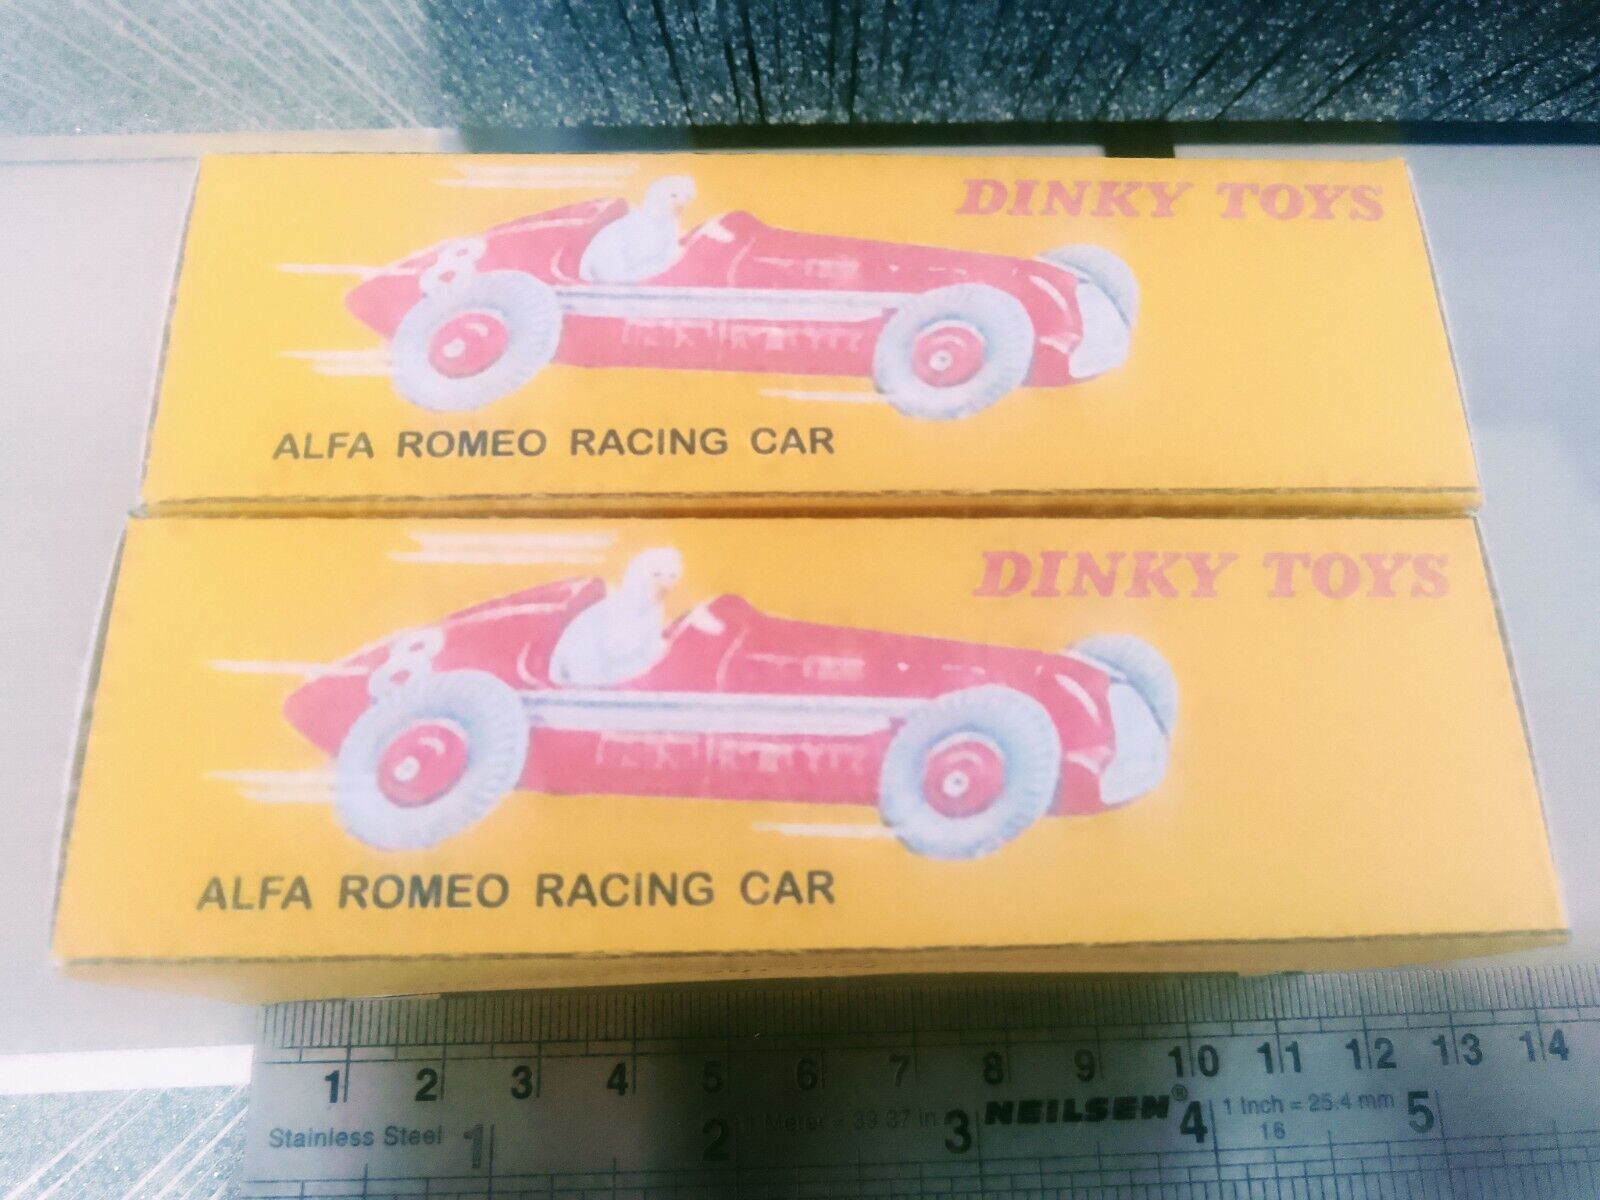 DINKY TOYS
8
ALFA ROMEO RACING CAR
DINKY TOYS
8
ALFA ROMEO RACING CAR
1 2 3 4 5 6 7 8 9 10 11 12 13 14
Stainless Steel 1 2 1 Meter = 39.37 in 3 NEILSEN® 4 1 Inch = 25.4 mm 5
16